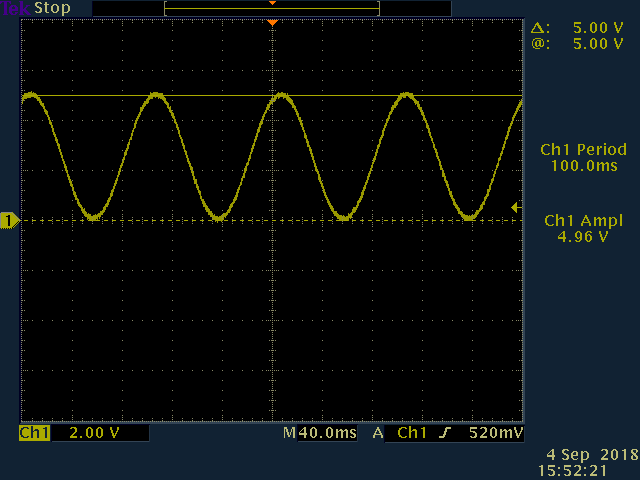 Tek Stop
Δ: 5.00 V
@: 5.00 V
Ch1 Period
100.0ms
Ch1 Ampl
4.96 V
1
Ch1 2.00 V M 40.0ms A Ch1 520mV
4 Sep 2018
15:52:21